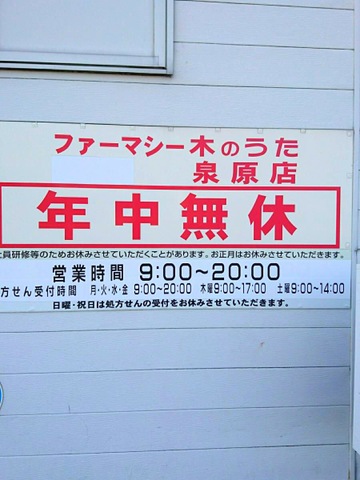 ファーマシー木のうた
泉原店
年中無休
員研修等のためお休みさせていただくことがあります。お正月はお休みさせていただきます。
営業時間 9:00~20:00
方せん受付時間 月・火・水・金 9:00~20:00 木曜9:00~17:00 土曜9:00~14:00
日曜・祝日は処方せんの受付をお休みさせていただきます。